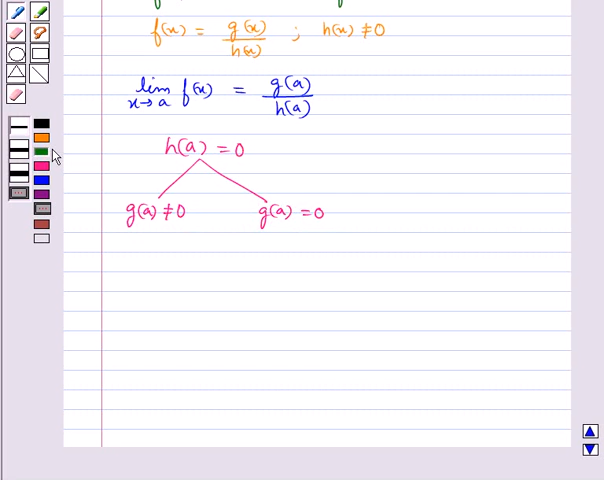 f(x) = g(x)/h(x) ; h(x) ≠ 0
lim x→a f(x) = g(a)/h(a)
h(a) = 0
g(a) ≠ 0 g(a) = 0